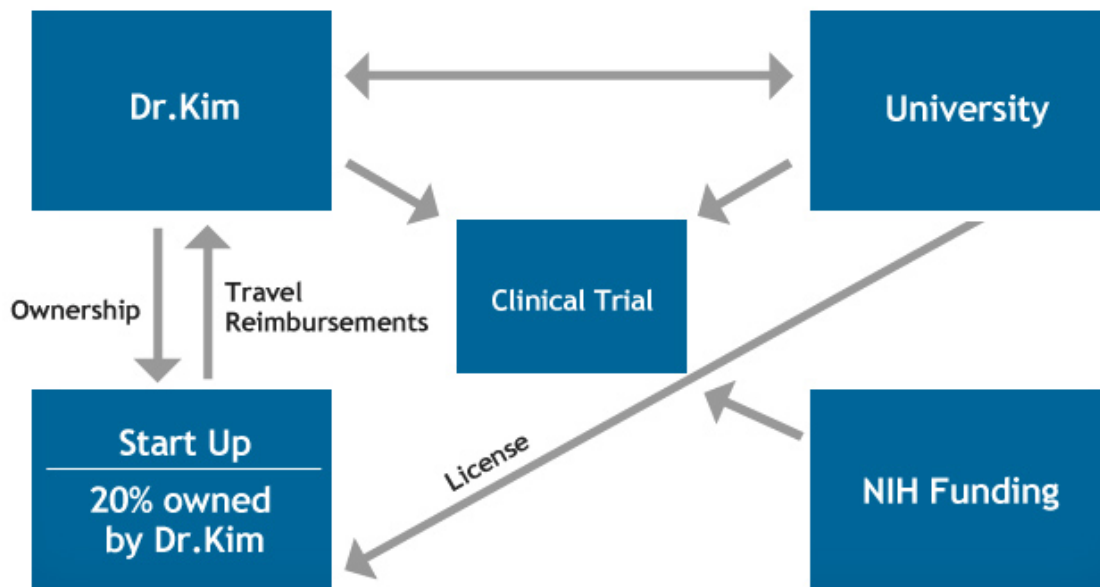 Dr.Kim
University
Clinical Trial
Ownership
Travel
Reimbursements
License
Start Up
20% owned
by Dr.Kim
NIH Funding